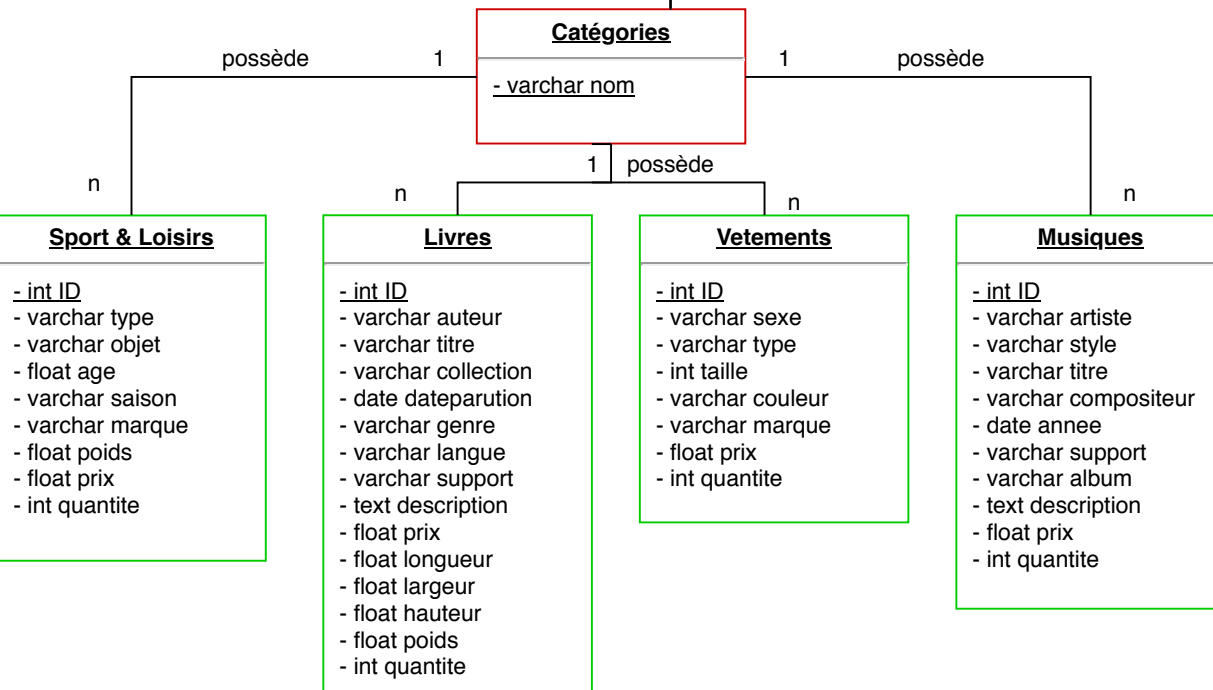 Catégories
- varchar nom
possède
1
1
possède
1
possède
n
n
n
n
Sport & Loisirs
- int ID
- varchar type
- varchar objet
- float age
- varchar saison
- varchar marque
- float poids
- float prix
- int quantite
Livres
- int ID
- varchar auteur
- varchar titre
- varchar collection
- date dateparution
- varchar genre
- varchar langue
- varchar support
- text description
- float prix
- float longueur
- float largeur
- float hauteur
- float poids
- int quantite
Vetements
- int ID
- varchar sexe
- varchar type
- int taille
- varchar couleur
- varchar marque
- float prix
- int quantite
Musiques
- int ID
- varchar artiste
- varchar style
- varchar titre
- varchar compositeur
- date annee
- varchar support
- varchar album
- text description
- float prix
- int quantite